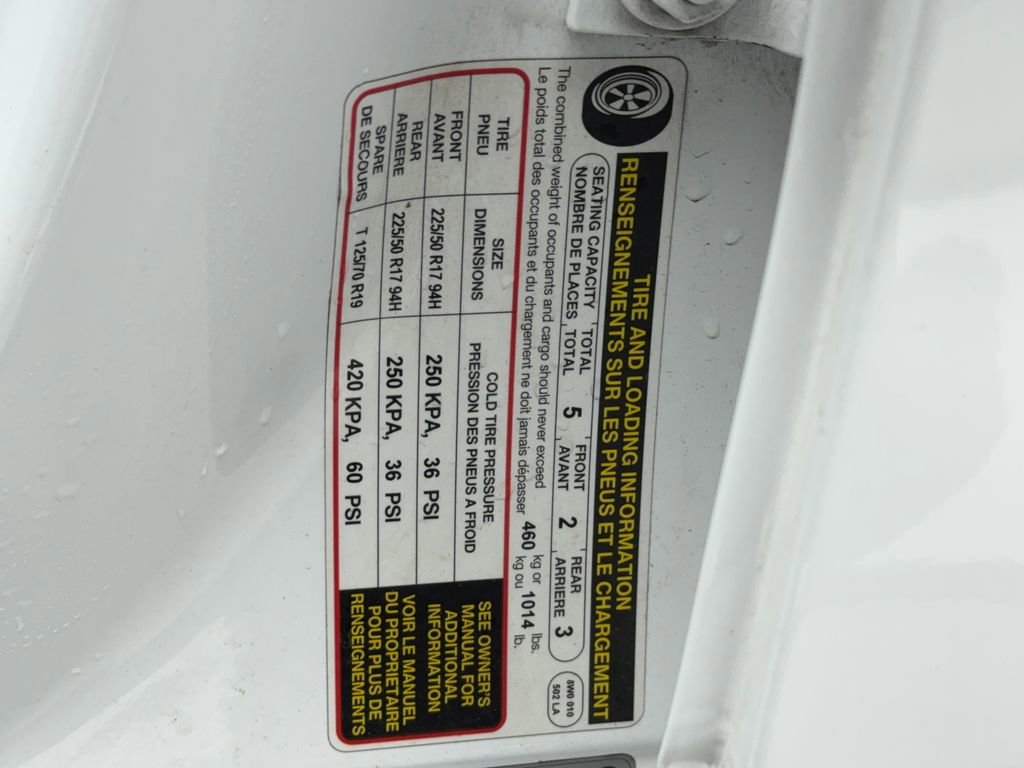 TIRE AND LOADING INFORMATION
RENSEIGNEMENTS SUR LES PNEUS ET LE CHARGEMENT
SEATING CAPACITY TOTAL 5 FRONT 2 REAR 3
NOMBRE DE PLACES TOTAL AVANT ARRIERE
8W0 010
502 LA
The combined weight of occupants and cargo should never exceed 460 kg or 1014 lbs.
Le poids total des occupants et du chargement ne doit jamais dépasser kg ou lb.
TIRE SIZE COLD TIRE PRESSURE
PNEU DIMENSIONS PRESSION DES PNEUS A FROID
FRONT
AVANT 225/50 R17 94H 250 KPA, 36 PSI
REAR
ARRIERE 225/50 R17 94H 250 KPA, 36 PSI
SPARE
DE SECOURS T 125/70 R19 420 KPA, 60 PSI
SEE OWNER'S
MANUAL FOR
ADDITIONAL
INFORMATION
VOIR LE MANUEL
DU PROPRIETAIRE
POUR PLUS DE
RENSEIGNEMENTS